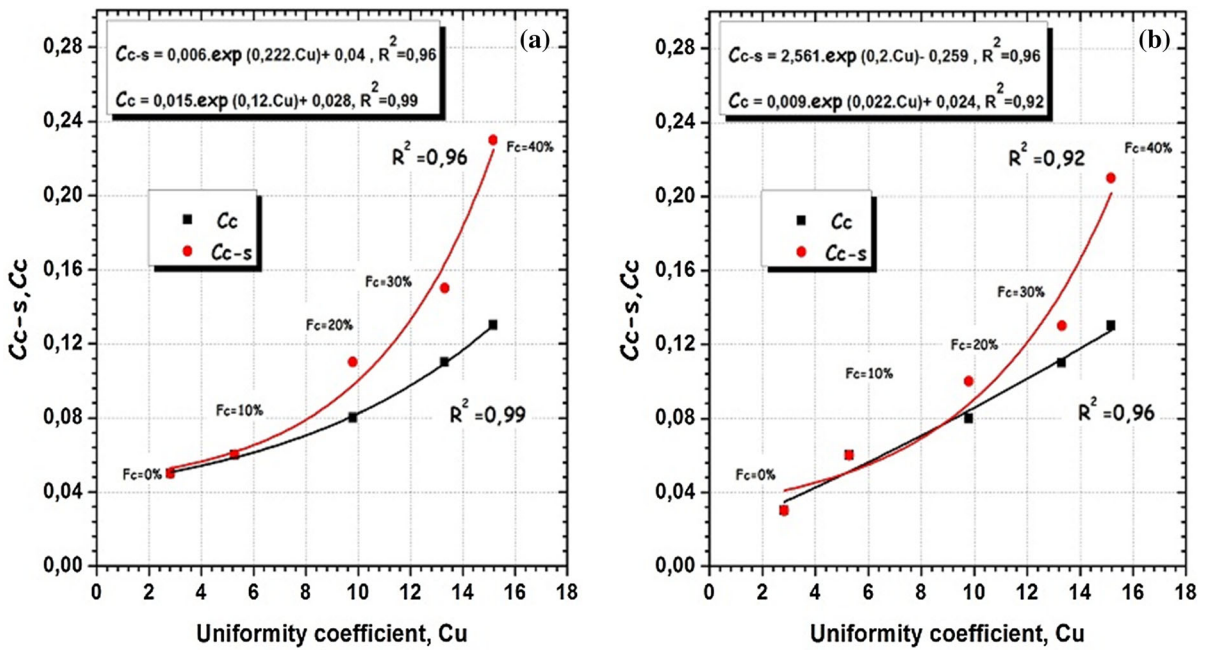 (a)
Cc-s = 0,006.exp (0,222.Cu)+ 0,04 , R²=0,96
Cc = 0,015.exp (0,12.Cu)+ 0,028, R²=0,99
0,28
0,24
0,20
0,16
0,12
0,08
0,04
0,00
Cc-s,Cc
R²=0,96
Fc=40%
Cc
Cc-s
Fc=30%
Fc=20%
Fc=10%
R²=0,99
Fc=0%
0 2 4 6 8 10 12 14 16 18
Uniformity coefficient, Cu
(b)
Cc-s = 2,561.exp (0,2.Cu)- 0,259 , R²=0,96
Cc = 0,009.exp (0,022.Cu)+ 0,024, R²=0,92
0,28
0,24
0,20
0,16
0,12
0,08
0,04
0,00
Cc-s,Cc
R²=0,92
Fc=40%
Cc
Cc-s
Fc=30%
Fc=20%
Fc=10%
R²=0,96
Fc=0%
0 2 4 6 8 10 12 14 16 18
Uniformity coefficient, Cu